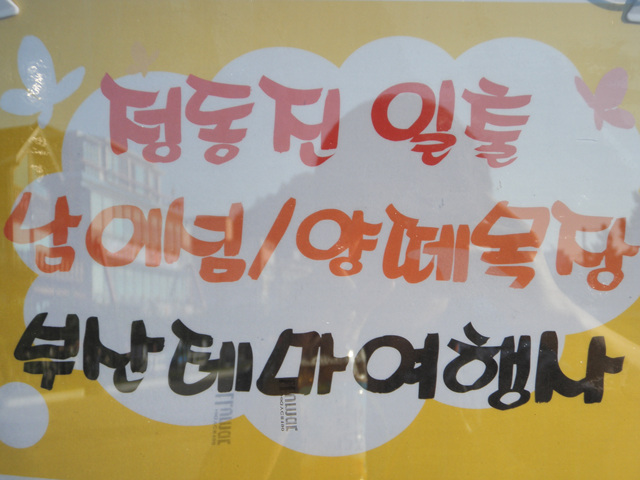 정동진 일출
남이섬/양떼목장
부산테마여행사